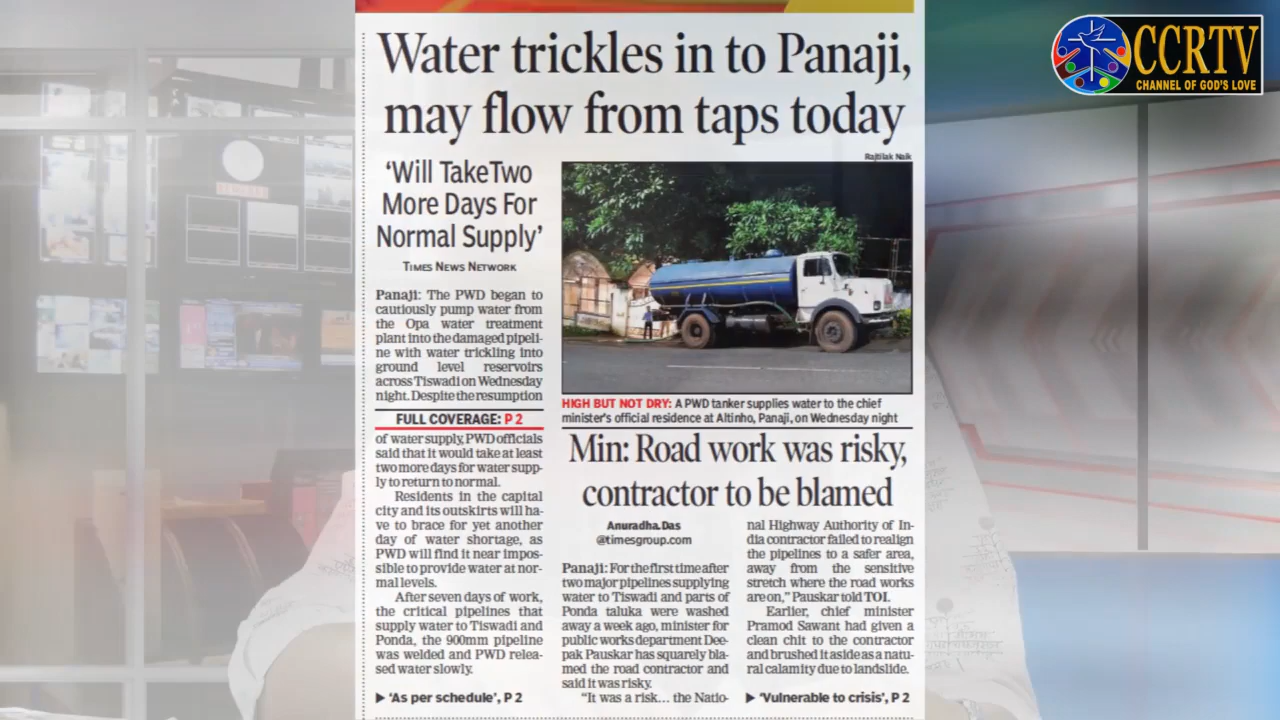 CCRTV
CHANNEL OF GOD'S LOVE
Water trickles in to Panaji,
may flow from taps today
Rajtilak Naik
'Will Take Two
More Days For
Normal Supply'
TIMES NEWS NETWORK
Panaji: The PWD began to
cautiously pump water from
the Opa water treatment
plant into the damaged pipeli-
ne with water trickling into
ground level reservoirs
across Tiswadi on Wednesday
night. Despite the resumption
FULL COVERAGE: P 2
of water supply, PWD officials
said that it would take at least
two more days for water supp-
ly to return to normal.
Residents in the capital
city and its outskirts will ha-
ve to brace for yet another
day of water shortage, as
PWD will find it near impos-
sible to provide water at nor-
mal levels.
After seven days of work,
the critical pipelines that
supply water to Tiswadi and
Ponda, the 900mm pipeline
was welded and PWD relea-
sed water slowly.
▶ 'As per schedule', P 2
HIGH BUT NOT DRY: A PWD tanker supplies water to the chief
minister's official residence at Altinho, Panaji, on Wednesday night
Min: Road work was risky,
contractor to be blamed
Anuradha.Das
@timesgroup.com
Panaji: For the first time after
two major pipelines supplying
water to Tiswadi and parts of
Ponda taluka were washed
away a week ago, minister for
public works department Dee-
pak Pauskar has squarely bla-
med the road contractor and
said it was risky.
"It was a risk... the Natio-
nal Highway Authority of In-
dia contractor failed to realign
the pipelines to a safer area,
away from the sensitive
stretch where the road works
are on," Pauskar told TOI.
Earlier, chief minister
Pramod Sawant had given a
clean chit to the contractor
and brushed it aside as a natu-
ral calamity due to landslide.
▶ 'Vulnerable to crisis', P 2